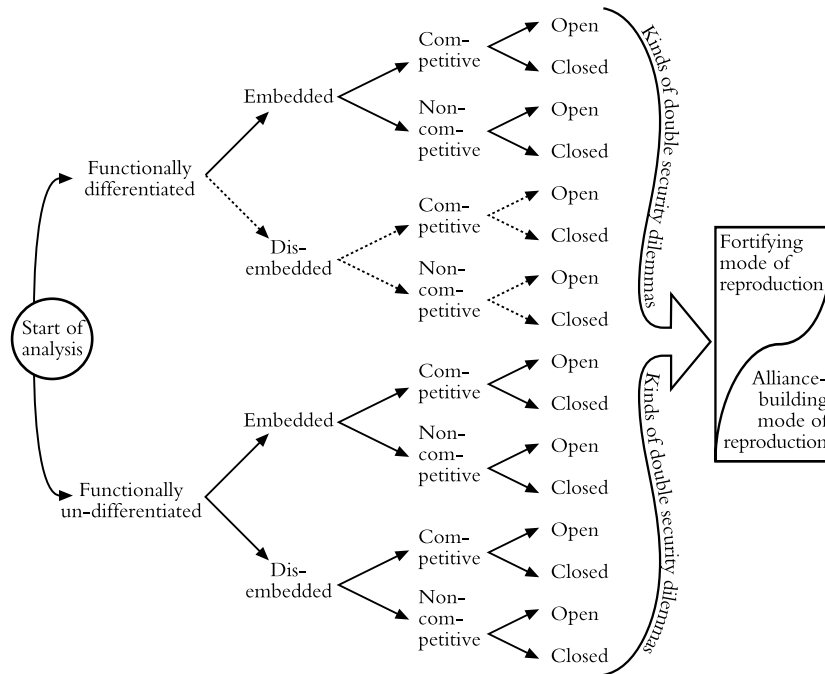 Start of
analysis
Functionally
differentiated
Functionally
un-differentiated
Embedded
Dis-
embedded
Embedded
Dis-
embedded
Com-
petitive
Non-
com-
petitive
Com-
petitive
Non-
com-
petitive
Com-
petitive
Non-
com-
petitive
Com-
petitive
Non-
com-
petitive
Open
Closed
Open
Closed
Open
Closed
Open
Closed
Open
Closed
Open
Closed
Open
Closed
Open
Closed
Kinds of double security dilemmas
Kinds of double security dilemmas
Fortifying
mode of
reproduction
Alliance-
building
mode of
reproduction